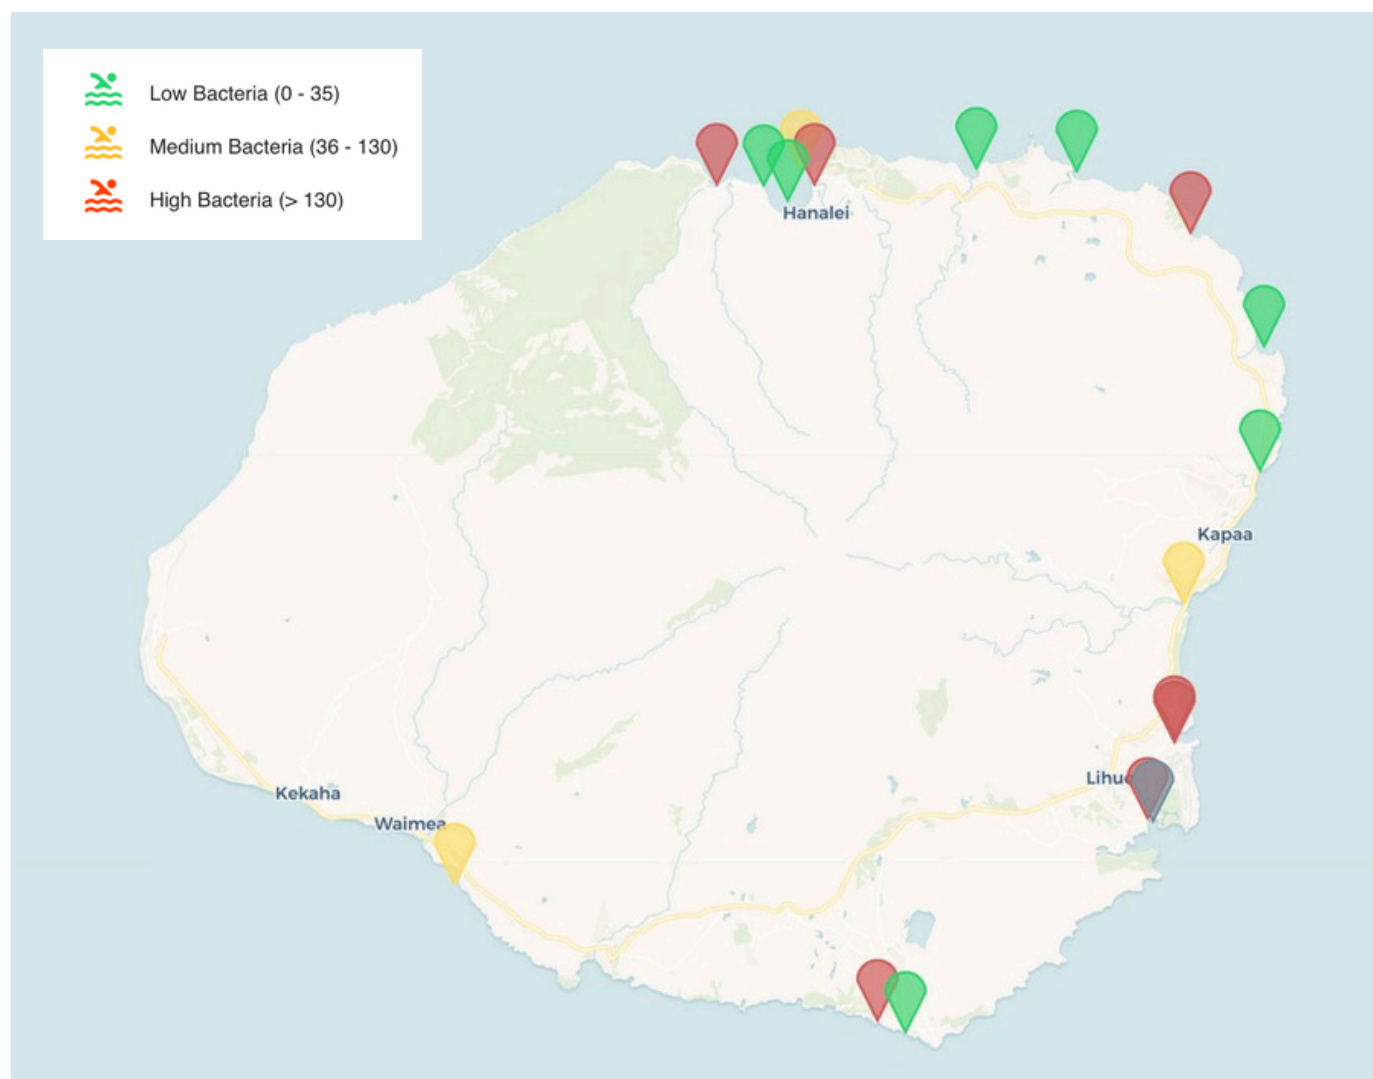 Low Bacteria (0 - 35)
Medium Bacteria (36 - 130)
High Bacteria (> 130)
Hanalei
Kapaa
Kekaha
Waimea